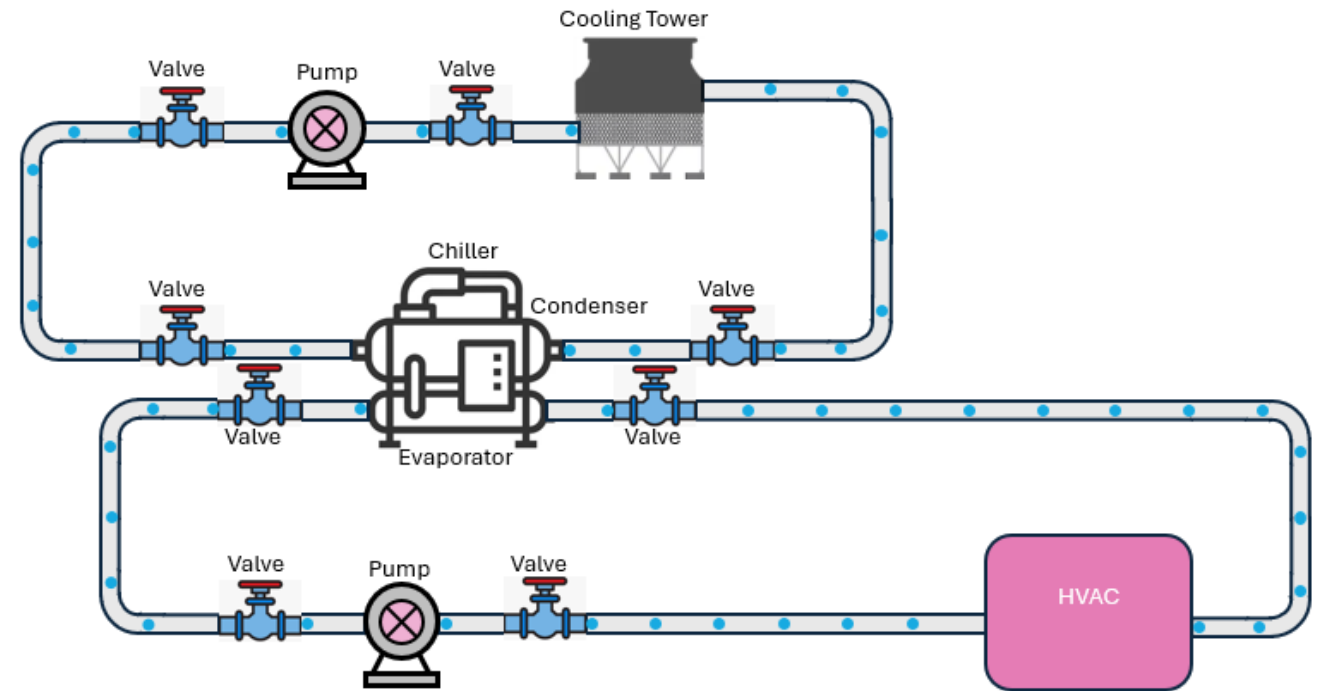 Cooling Tower
Valve
Pump
Valve
Chiller
Condenser
Valve
Valve
Valve
Valve
Evaporator
Valve
Pump
Valve
HVAC